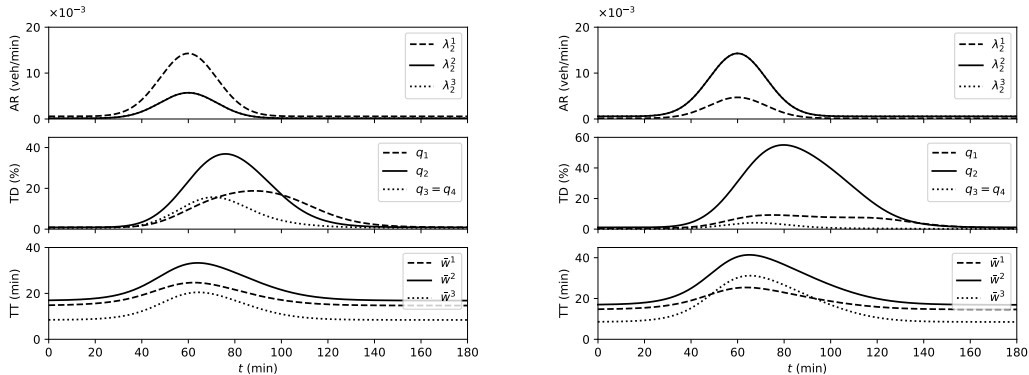 ×10⁻³
20
10
0
AR (veh/min)
λ₂¹
λ₂²
λ₂³
40
20
0
TD (%)
q₁
q₂
q₃ = q₄
40
20
0
TT (min)
w̄¹
w̄²
w̄³
0 20 40 60 80 100 120 140 160 180
t (min)
×10⁻³
20
10
0
AR (veh/min)
λ₂¹
λ₂²
λ₂³
60
40
20
0
TD (%)
q₁
q₂
q₃ = q₄
40
20
0
TT (min)
w̄¹
w̄²
w̄³
0 20 40 60 80 100 120 140 160 180
t (min)